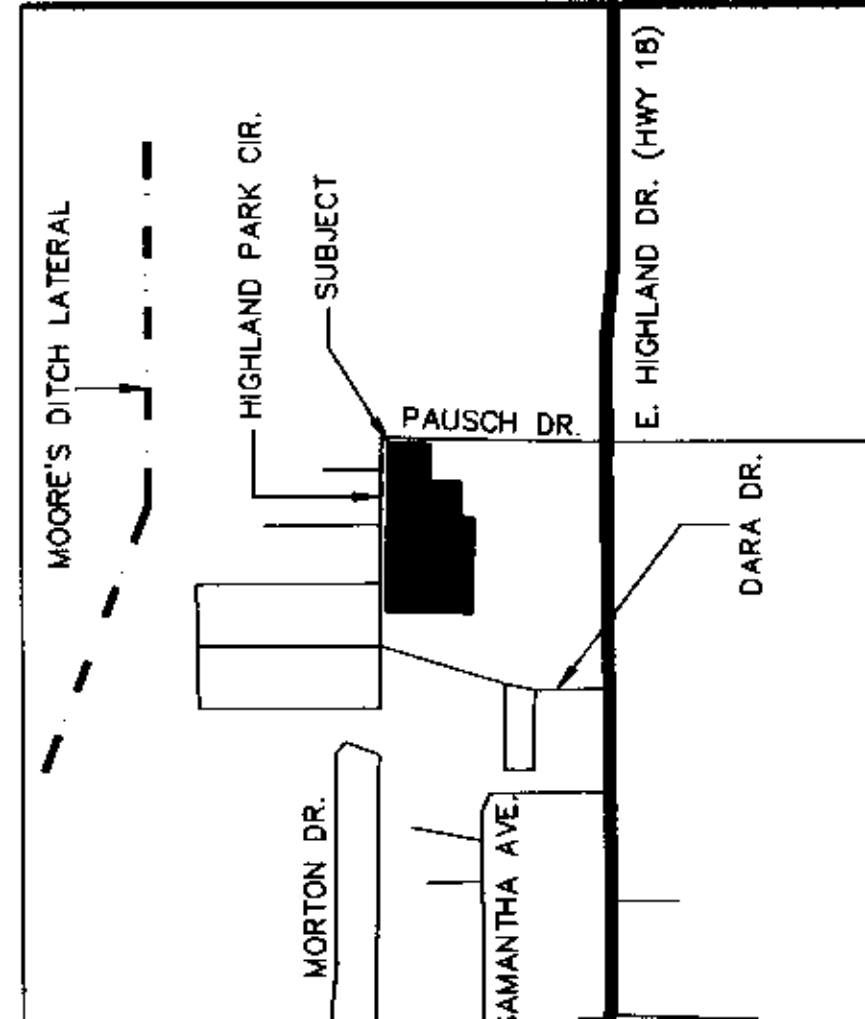 MOORE'S DITCH LATERAL
HIGHLAND PARK CIR.
SUBJECT
PAUSCH DR.
E. HIGHLAND DR. (HWY 18)
DARA DR.
MORTON DR.
SAMANTHA AVE.